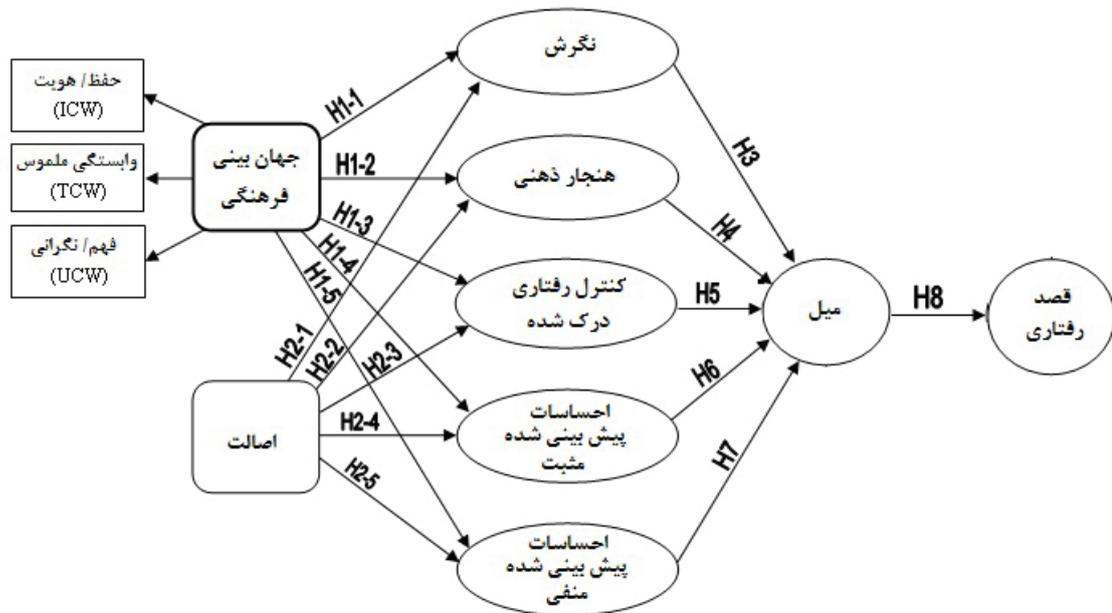 نگرش
حفظ/ هویت
(ICW)
وابستگی ملموس
(TCW)
فهم/ نگرانی
(UCW)
جهان بینی
فرهنگی
اصالت
H1-1
H1-2
H1-3
H1-4
H1-5
H2-1
H2-2
H2-3
H2-4
H2-5
هنجار ذهنی
کنترل رفتاری
درک شده
احساسات
پیش بینی شده
مثبت
احساسات
پیش بینی شده
منفی
H3
H4
H5
H6
H7
میل
H8
قصد
رفتاری